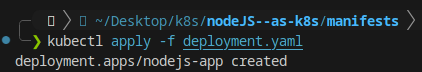 ~/Desktop/k8s/nodeJS--as-k8s/manifests
❯ kubectl apply -f deployment.yaml
deployment.apps/nodejs-app created